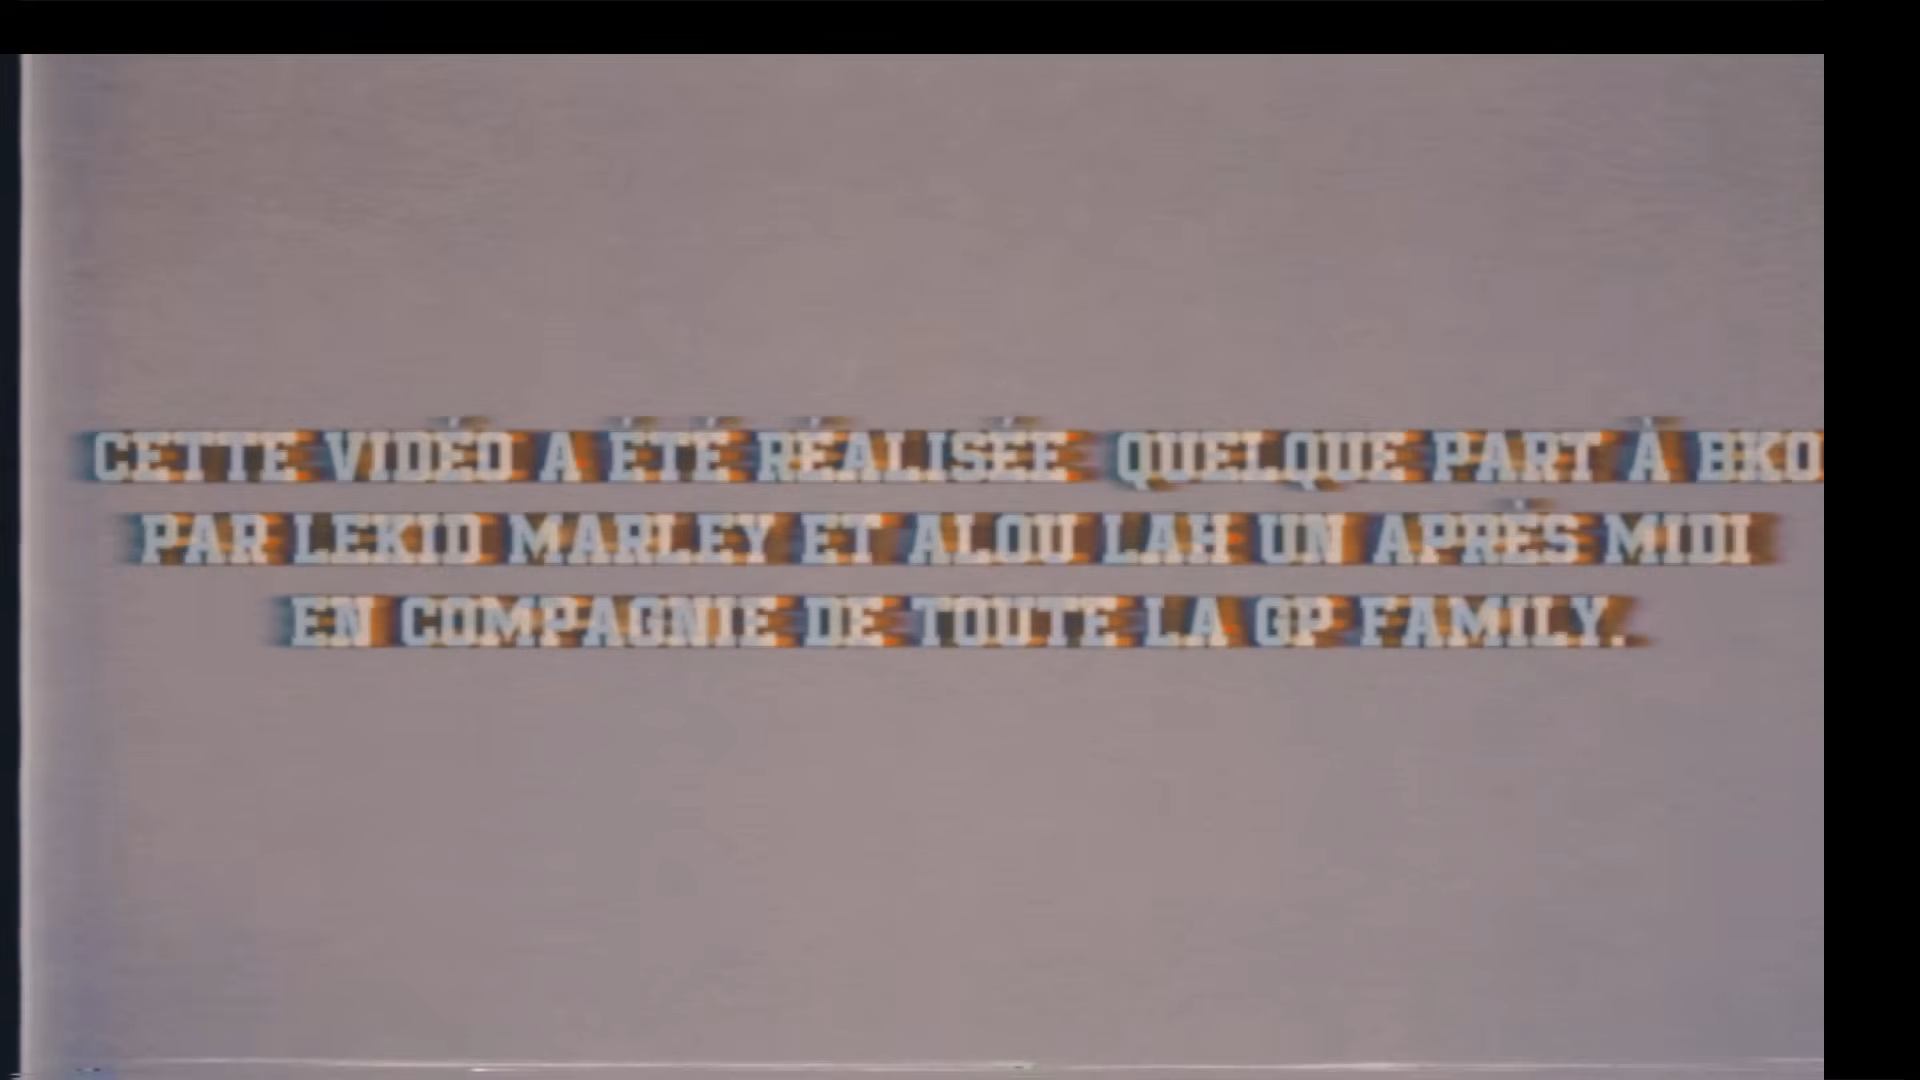 CETTE VIDÉO A ÉTÉ RÉALISÉE QUELQUE PART À BKO
PAR LEKID MARLEY ET ALOU LAH UN APRÈS MIDI
EN COMPAGNIE DE TOUTE LA GP FAMILY.